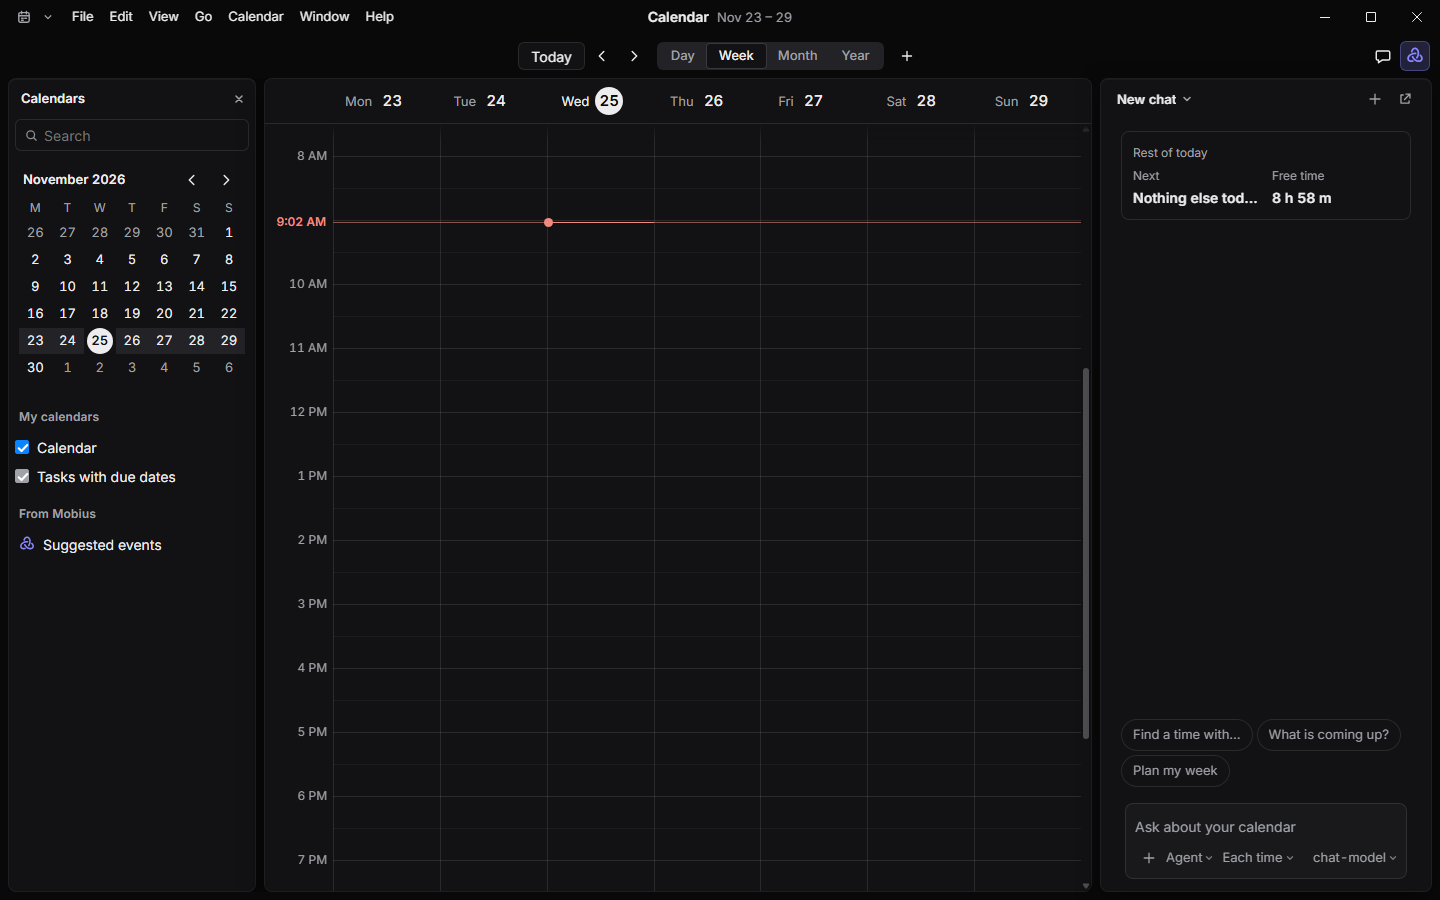 File Edit View Go Calendar Window Help
Calendar Nov 23 – 29
Today Day Week Month Year
Calendars
Search
November 2026
M T W T F S S
26 27 28 29 30 31 1
2 3 4 5 6 7 8
9 10 11 12 13 14 15
16 17 18 19 20 21 22
23 24 25 26 27 28 29
30 1 2 3 4 5 6
My calendars
Calendar
Tasks with due dates
From Mobius
Suggested events
Mon 23 Tue 24 Wed 25 Thu 26 Fri 27 Sat 28 Sun 29
8 AM
9:02 AM
10 AM
11 AM
12 PM
1 PM
2 PM
3 PM
4 PM
5 PM
6 PM
7 PM
New chat
Rest of today
Next Free time
Nothing else tod... 8 h 58 m
Find a time with... What is coming up?
Plan my week
Ask about your calendar
Agent Each time chat-model